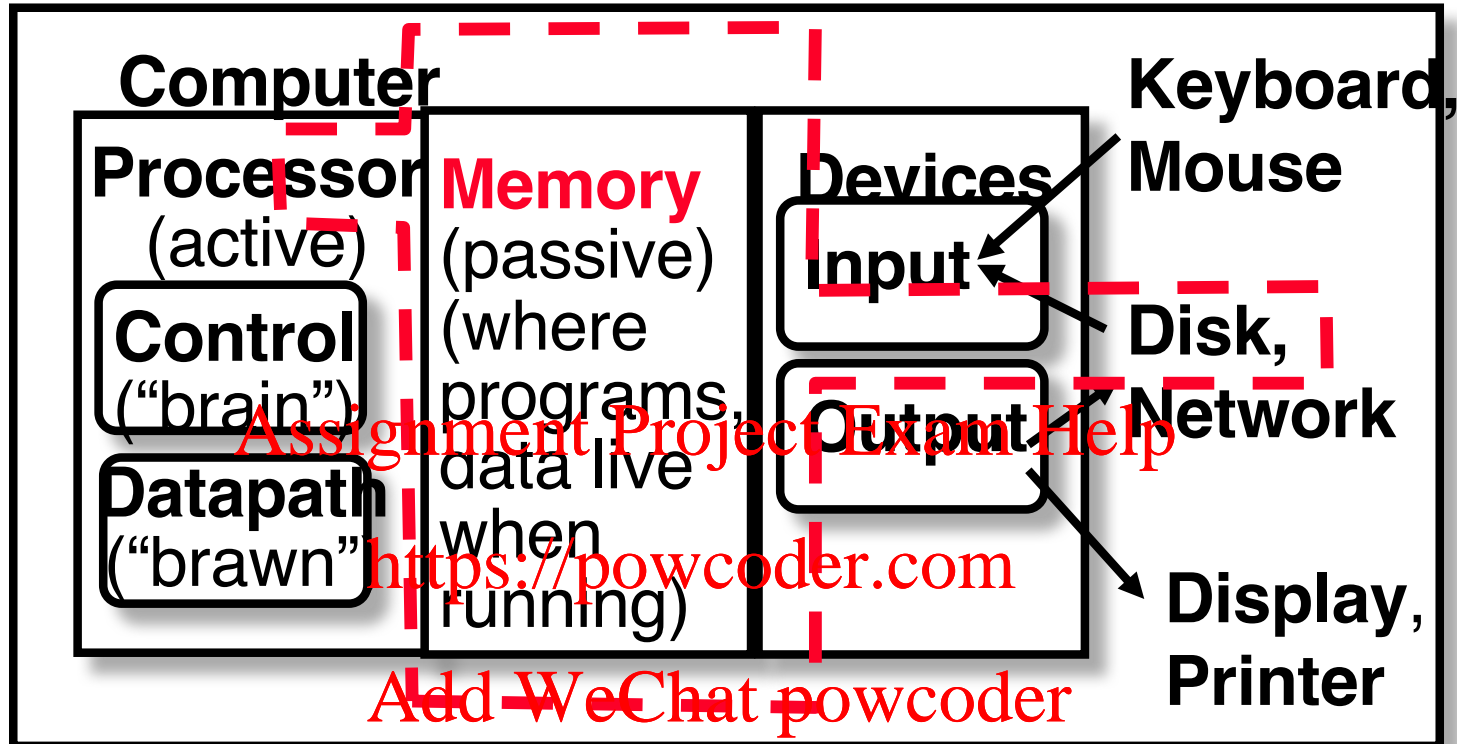 Computer
Processor
(active)
Control
(“brain”)
Datapath
(“brawn”
Memory
(passive)
(where
programs,
data live
when
running)
Devices
Input
Output
Keyboard,
Mouse
Disk,
Network
Display,
Printer
Assignment Project Exam Help
https://powcoder.com
Add WeChat powcoder